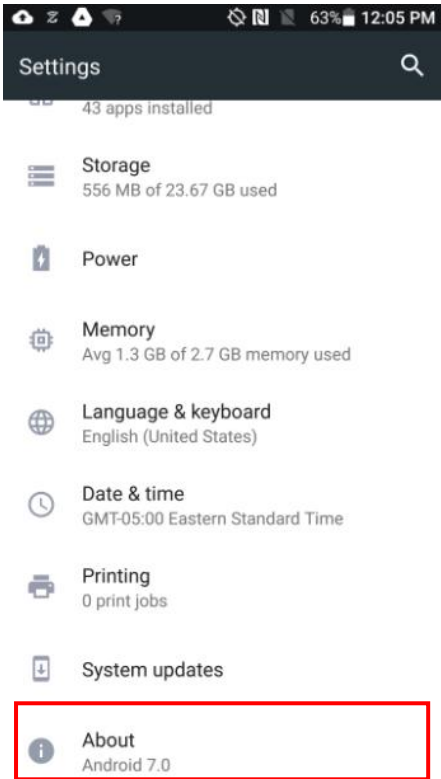 63% 12:05 PM
Settings
43 apps installed
Storage
556 MB of 23.67 GB used
Power
Memory
Avg 1.3 GB of 2.7 GB memory used
Language & keyboard
English (United States)
Date & time
GMT-05:00 Eastern Standard Time
Printing
0 print jobs
System updates
About
Android 7.0